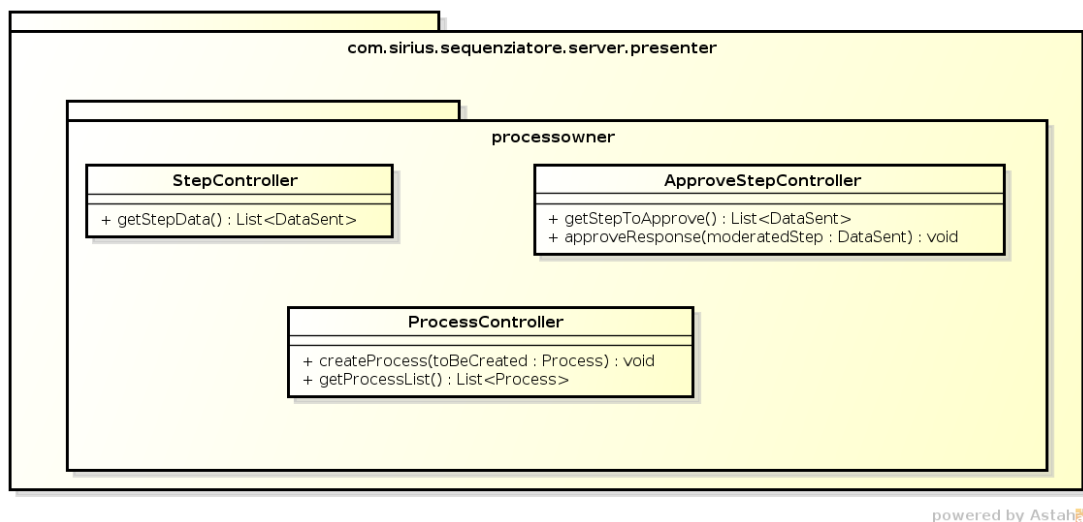 com.sirius.sequenziatore.server.presenter
processowner
StepController
+ getStepData() : List<DataSent>
ApproveStepController
+ getStepToApprove() : List<DataSent>
+ approveResponse(moderatedStep : DataSent) : void
ProcessController
+ createProcess(toBeCreated : Process) : void
+ getProcessList() : List<Process>
powered by Astah